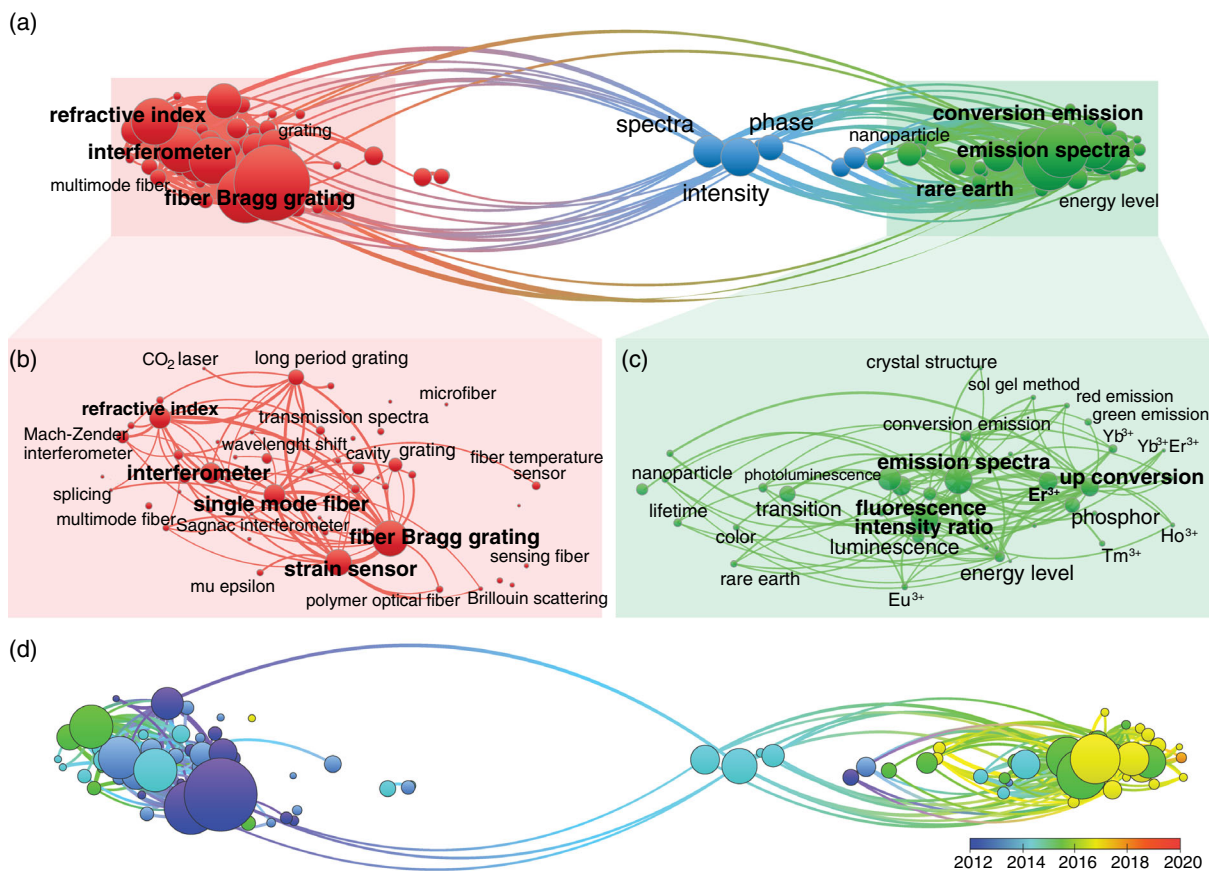 (a)
refractive index
grating
interferometer
multimode fiber
fiber Bragg grating
spectra
phase
intensity
nanoparticle
conversion emission
emission spectra
rare earth
energy level
(b)
CO₂ laser
long period grating
microfiber
refractive index
transmission spectra
Mach-Zender
interferometer
wavelenght shift
cavity
grating
interferometer
fiber temperature
sensor
splicing
single mode fiber
multimode fiber
Sagnac interferometer
fiber Bragg grating
sensing fiber
strain sensor
mu epsilon
polymer optical fiber
Brillouin scattering
(c)
crystal structure
sol gel method
red emission
green emission
conversion emission
Yb³⁺
Yb³⁺Er³⁺
nanoparticle
photoluminescence
emission spectra
up conversion
Er³⁺
lifetime
transition
fluorescence
intensity ratio
phosphor
color
luminescence
Ho³⁺
Tm³⁺
rare earth
energy level
Eu³⁺
(d)
2012 2014 2016 2018 2020